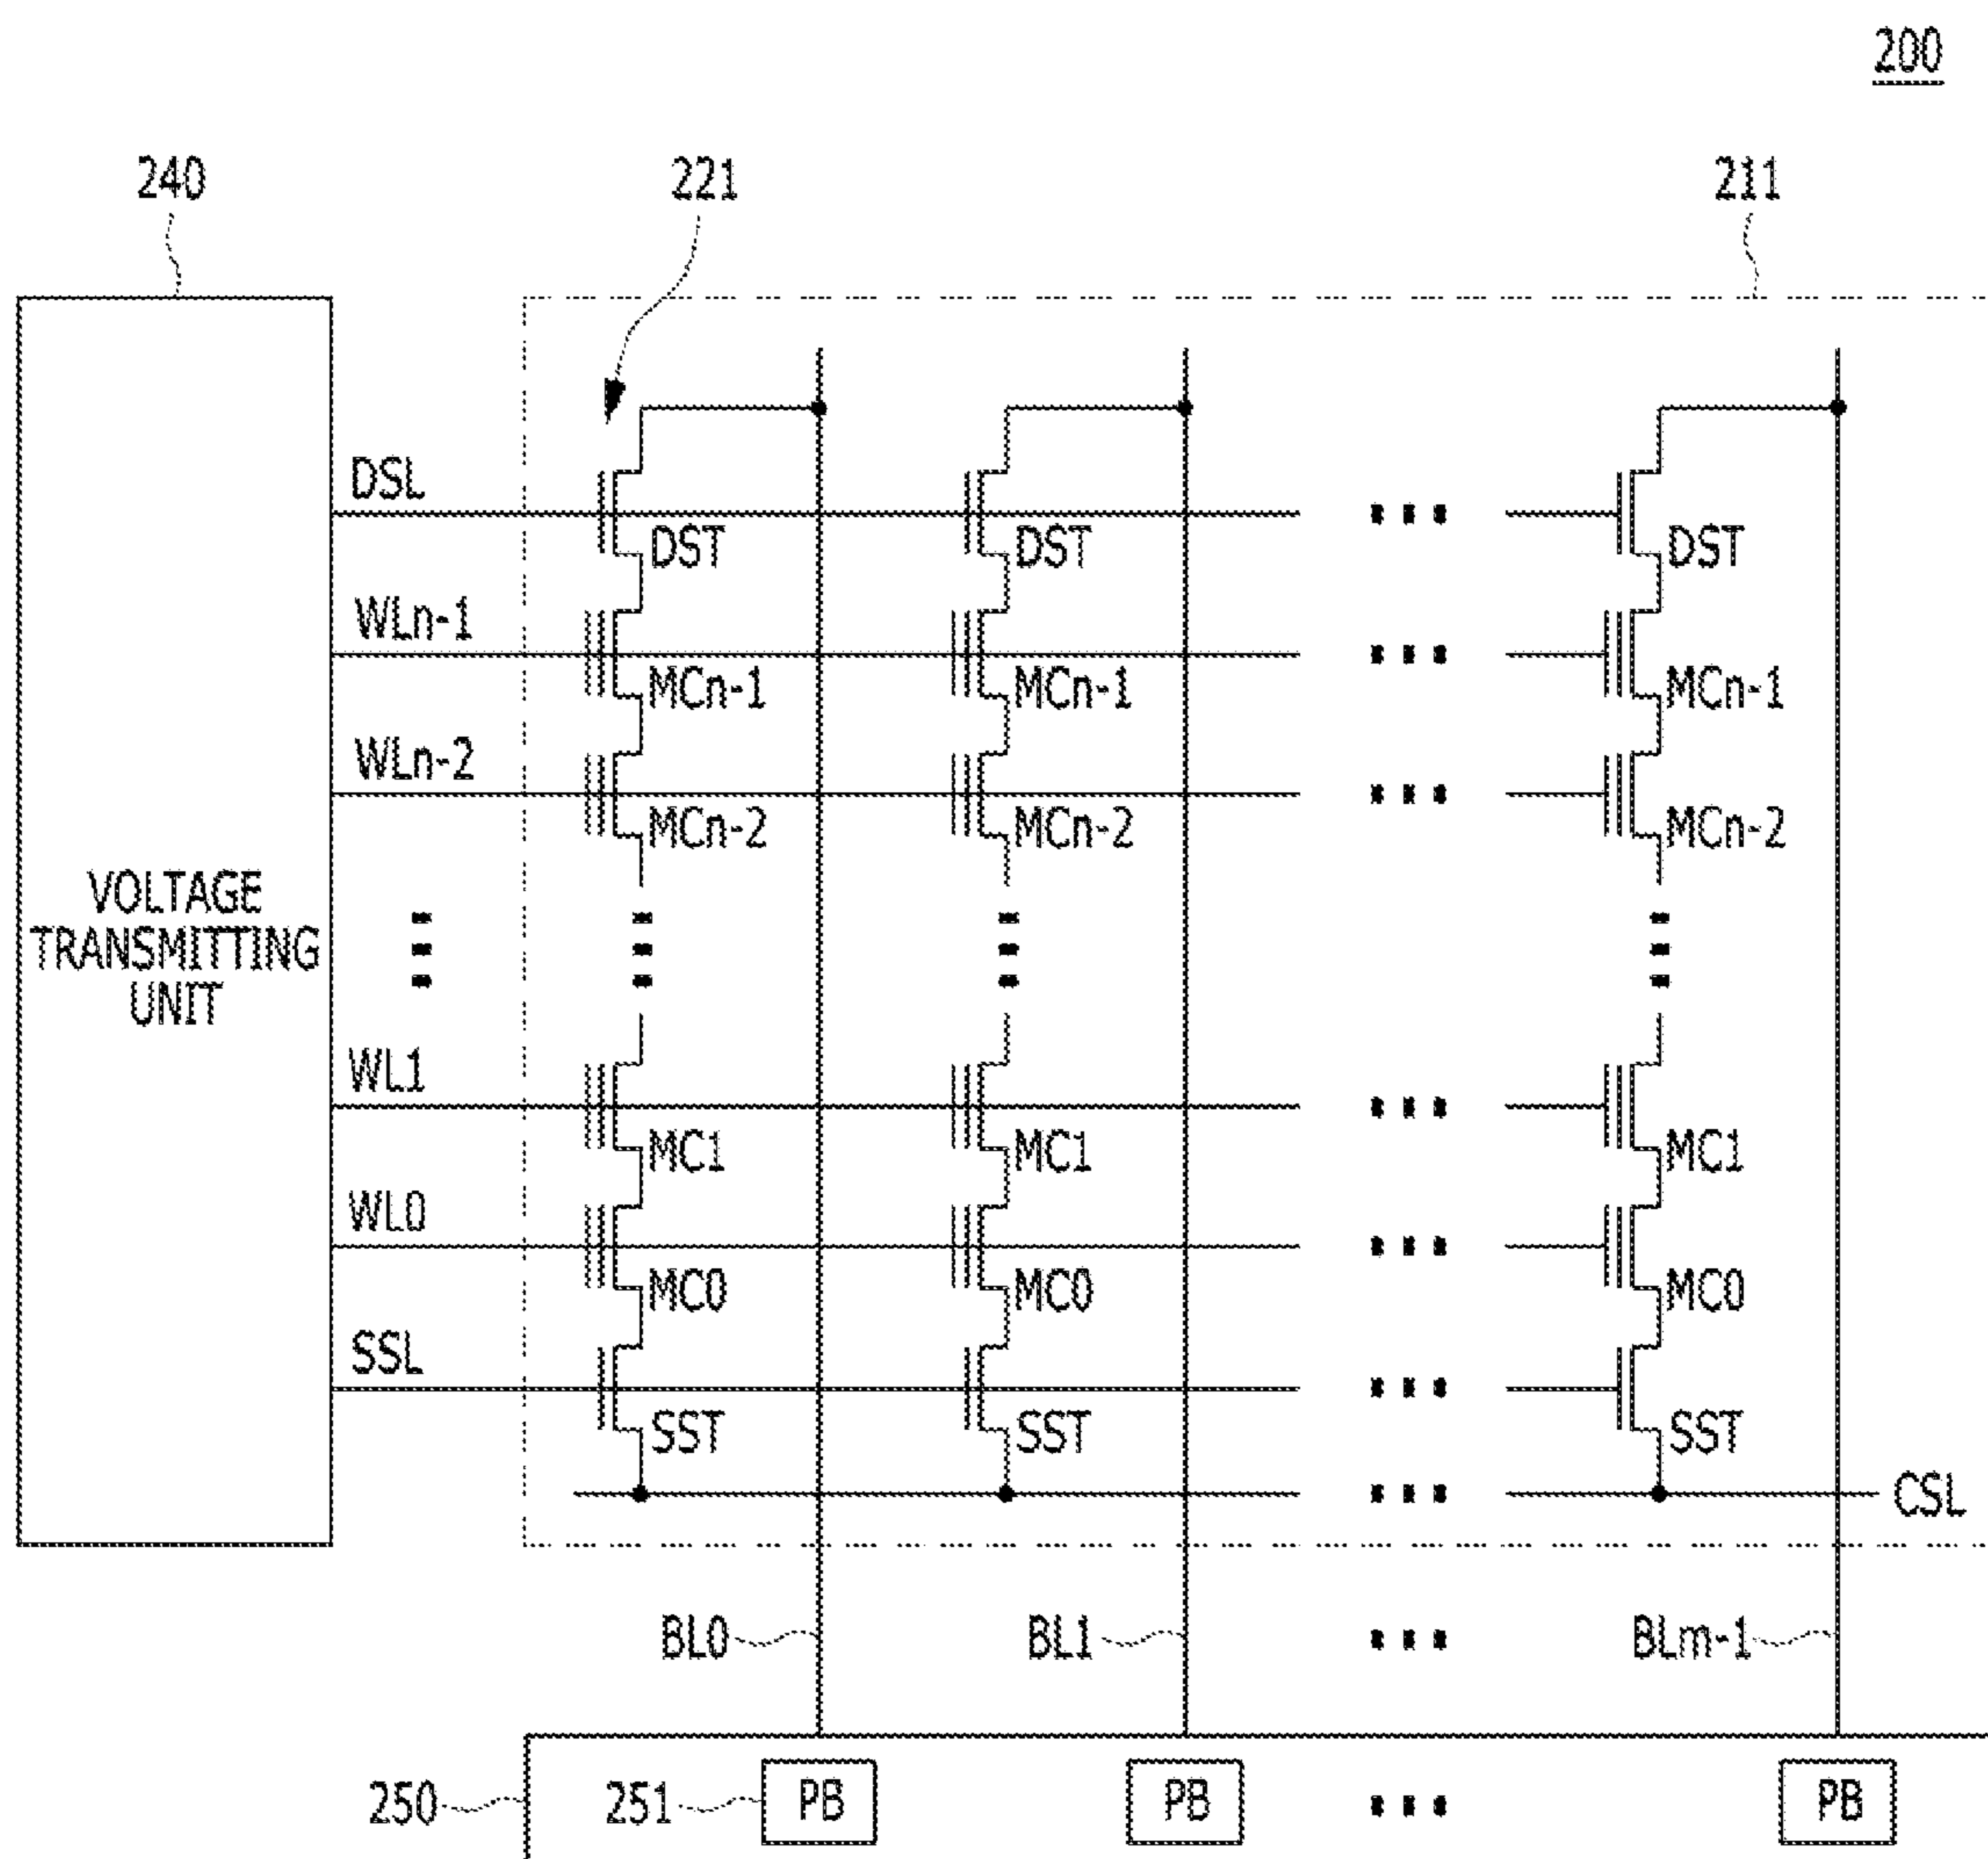 200
240
221
211
DSL
DST
DST
DST
WLn-1
MCn-1
MCn-1
MCn-1
WLn-2
MCn-2
MCn-2
MCn-2
VOLTAGE
TRANSMITTING
UNIT
WL1
MC1
MC1
MC1
WL0
MC0
MC0
MC0
SSL
SST
SST
SST
CSL
BL0
BL1
BLm-1
250
251
PB
PB
PB